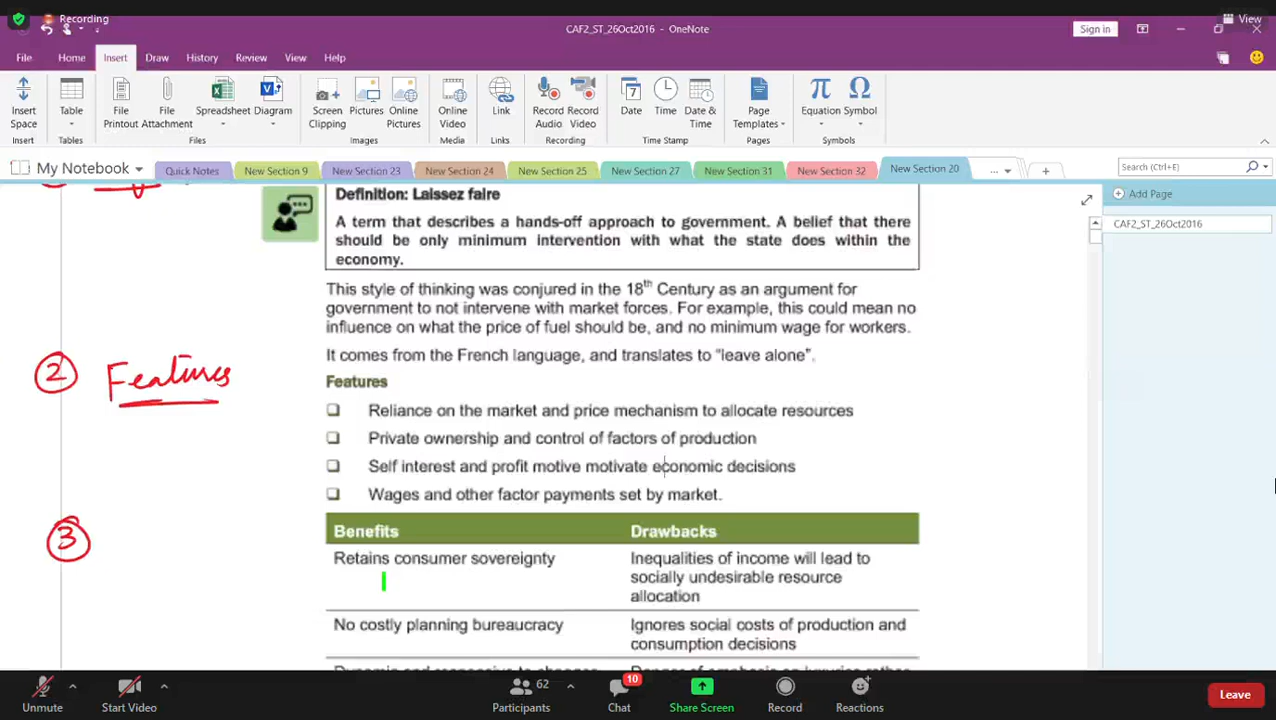 Recording
View
CAF2_ST_26Oct2016 - OneNote
Sign in
File Home Insert Draw History Review View Help
Insert Space
Table
File Printout
File Attachment
Spreadsheet
Diagram
Screen Clipping
Pictures
Online Pictures
Online Video
Link
Record Audio
Record Video
Date
Time
Date & Time
Page Templates
Equation
Symbol
Tables
Files
Images
Media
Links
Recording
Time Stamp
Pages
Symbols
My Notebook
Quick Notes
New Section 9
New Section 23
New Section 24
New Section 25
New Section 27
New Section 31
New Section 32
New Section 20
...
Search (Ctrl+E)
Add Page
CAF2_ST_26Oct2016
Definition: Laissez faire
A term that describes a hands-off approach to government. A belief that there
should be only minimum intervention with what the state does within the
economy.
This style of thinking was conjured in the 18th Century as an argument for
government to not intervene with market forces. For example, this could mean no
influence on what the price of fuel should be, and no minimum wage for workers.
It comes from the French language, and translates to “leave alone”.
2 Features
Features
Reliance on the market and price mechanism to allocate resources
Private ownership and control of factors of production
Self interest and profit motive motivate economic decisions
Wages and other factor payments set by market.
3
Benefits Drawbacks
Retains consumer sovereignty
Inequalities of income will lead to
socially undesirable resource
allocation
No costly planning bureaucracy
Ignores social costs of production and
consumption decisions
Unmute
Start Video
62
Participants
10
Chat
Share Screen
Record
Reactions
Leave